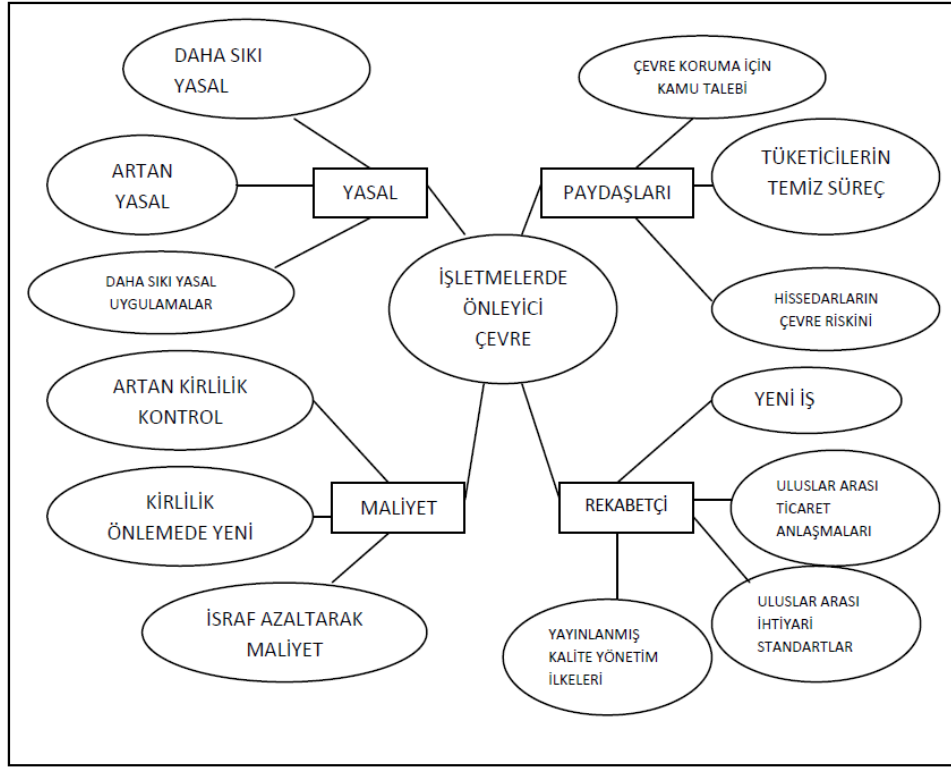 DAHA SIKI
YASAL
ÇEVRE KORUMA İÇİN
KAMU TALEBİ
ARTAN
YASAL
YASAL
PAYDAŞLARI
TÜKETİCİLERİN
TEMİZ SÜREÇ
DAHA SIKI YASAL
UYGULAMALAR
İŞLETMELERDE
ÖNLEYİCİ
ÇEVRE
HİSSEDARLARIN
ÇEVRE RİSKİNİ
ARTAN KİRLİLİK
KONTROL
YENİ İŞ
KİRLİLİK
ÖNLEMEDE YENİ
MALİYET
REKABETÇİ
ULUSLAR ARASI
TİCARET
ANLAŞMALARI
İSRAF AZALTARAK
MALİYET
YAYINLANMIŞ
KALİTE YÖNETİM
İLKELERİ
ULUSLAR ARASI
İHTİYARİ
STANDARTLAR